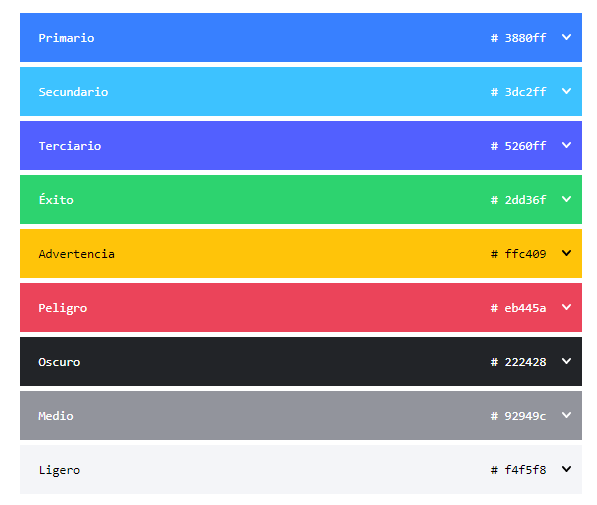 Primario # 3880ff
Secundario # 3dc2ff
Terciario # 5260ff
Éxito # 2dd36f
Advertencia # ffc409
Peligro # eb445a
Oscuro # 222428
Medio # 92949c
Ligero # f4f5f8